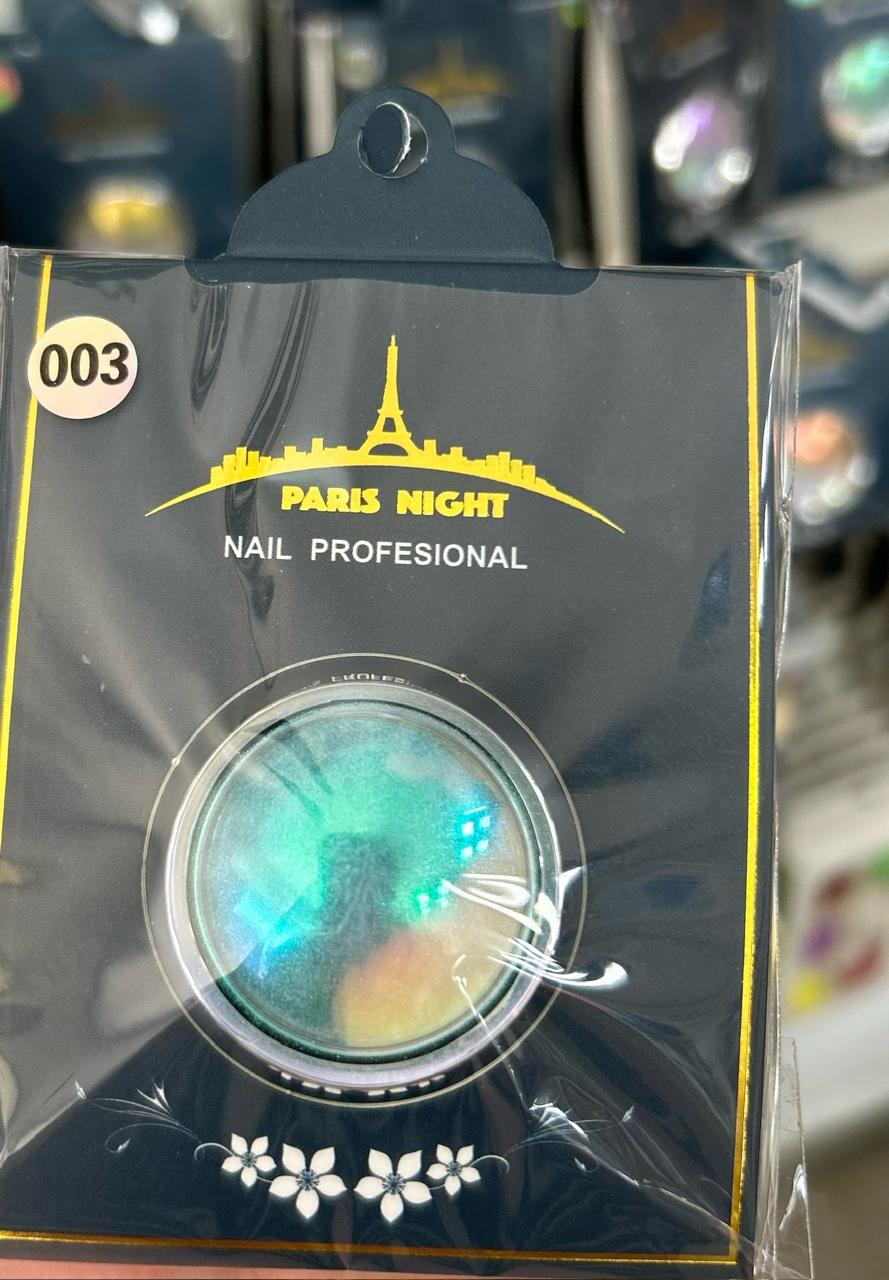 003
PARIS NIGHT
NAIL PROFESIONAL